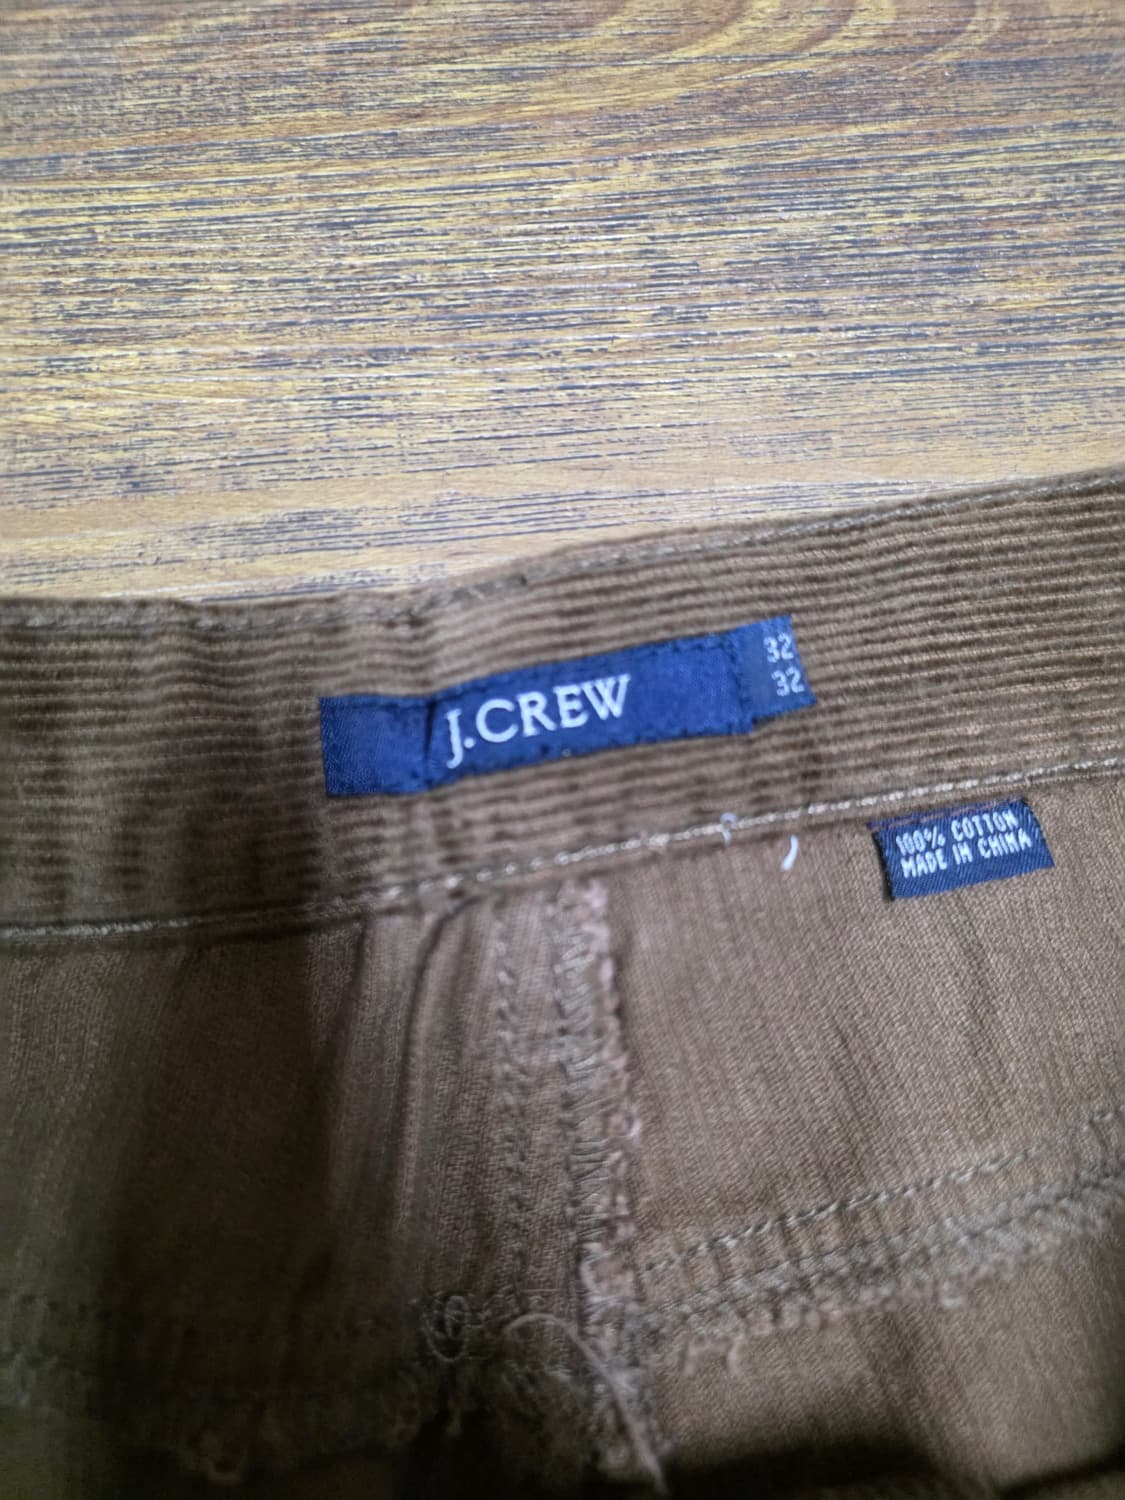 J.CREW
32
32
100% COTTON
MADE IN CHINA